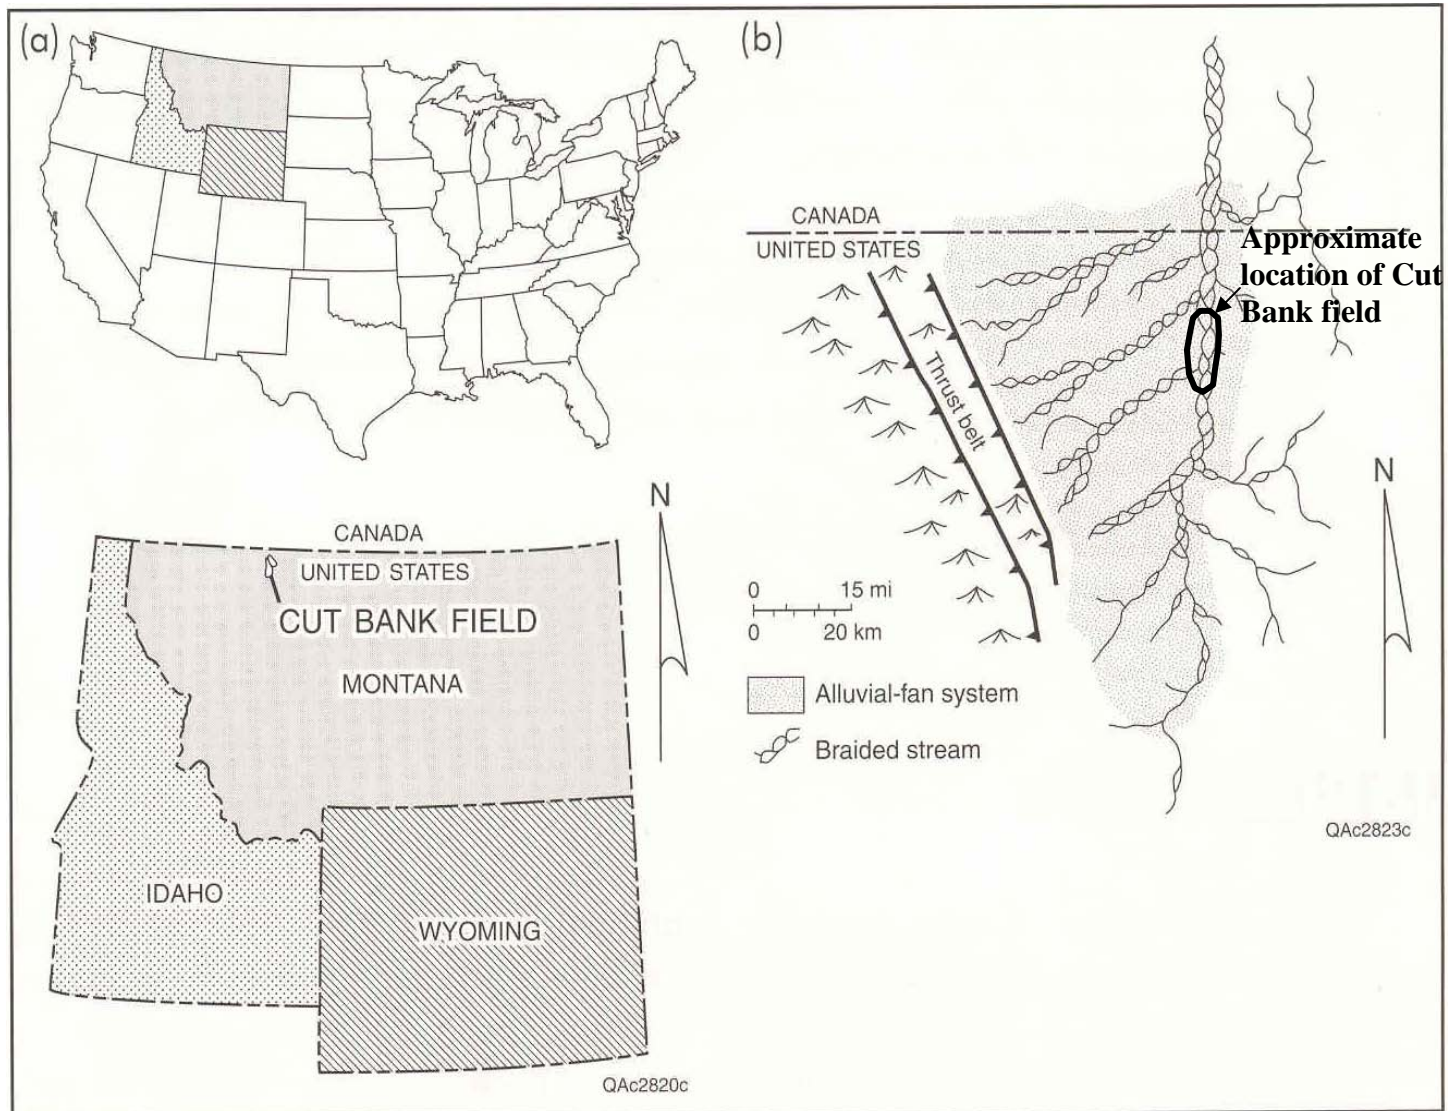 (a)
CANADA
UNITED STATES
CUT BANK FIELD
MONTANA
IDAHO
WYOMING
N
QAc2820c
(b)
CANADA
UNITED STATES
Approximate
location of Cut
Bank field
Thrust belt
N
0 15 mi
0 20 km
Alluvial-fan system
Braided stream
QAc2823c